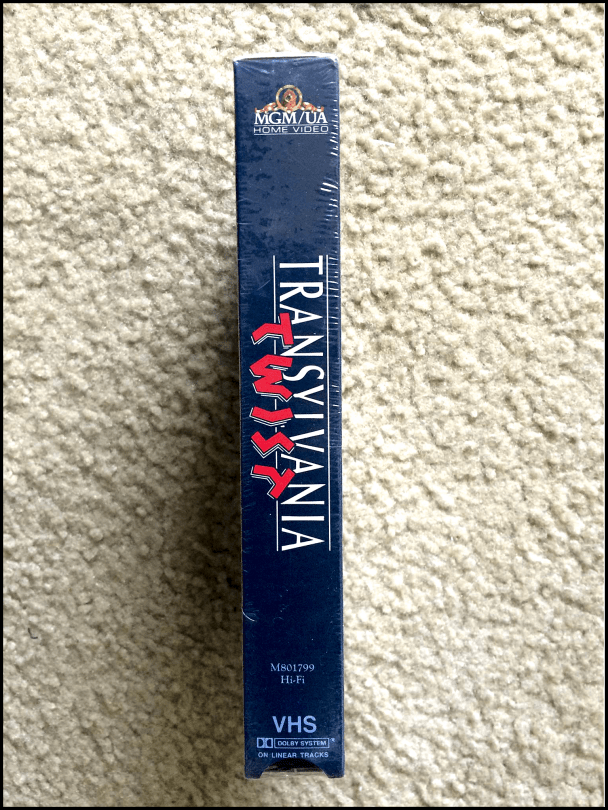 MGM/UA
HOME VIDEO
TRANSYLVANIA
TWIST
M801799
Hi-Fi
VHS
DOLBY SYSTEM®
ON LINEAR TRACKS